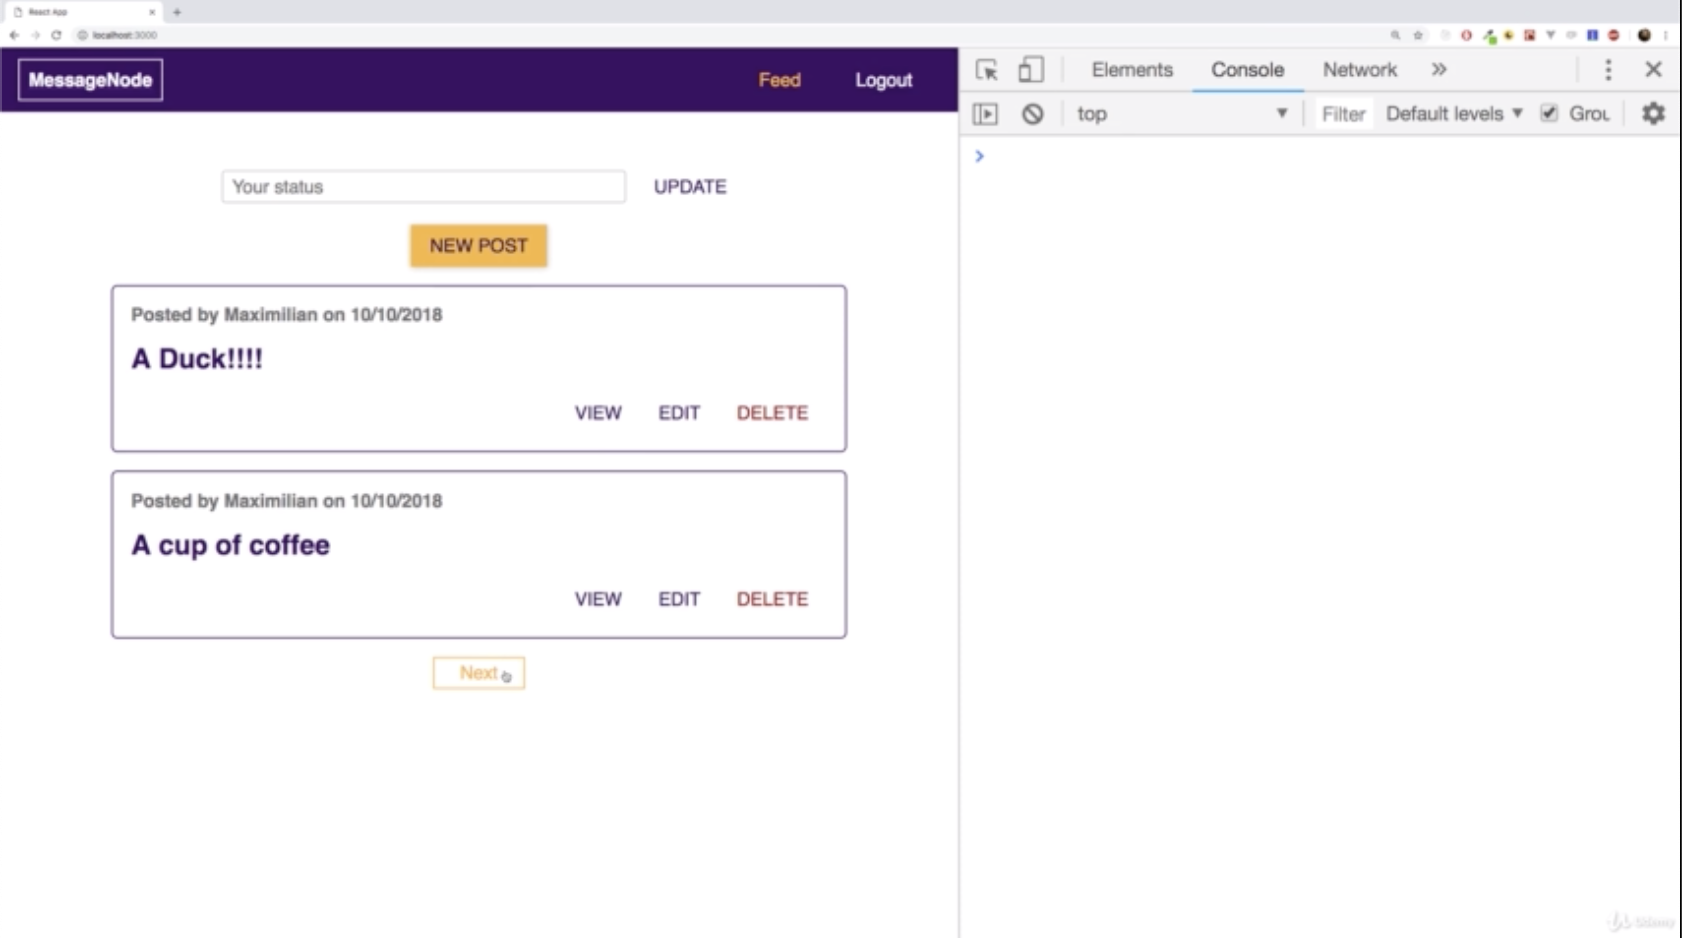 React App
localhost:3000
MessageNode
Feed
Logout
Elements
Console
Network
top
Filter
Default levels
Grou
Your status
UPDATE
NEW POST
Posted by Maximilian on 10/10/2018
A Duck!!!!
VIEW EDIT DELETE
Posted by Maximilian on 10/10/2018
A cup of coffee
VIEW EDIT DELETE
Next
Udemy